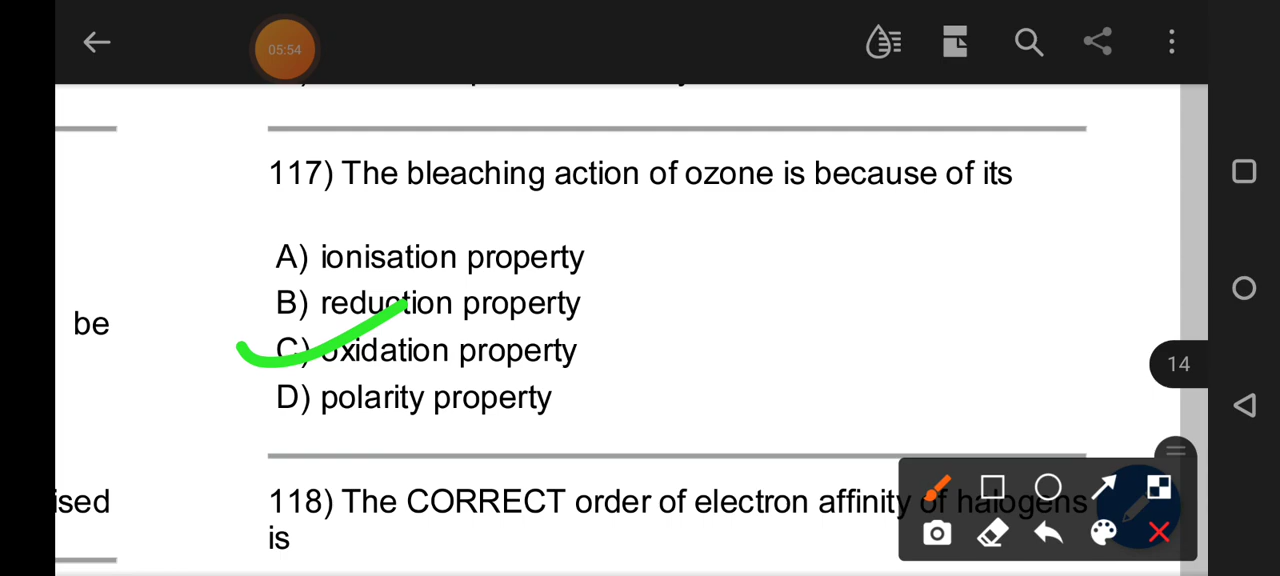 05:54
117) The bleaching action of ozone is because of its
A) ionisation property
B) reduction property
be
C) oxidation property
14
D) polarity property
ised
118) The CORRECT order of electron affinity of halogens
is